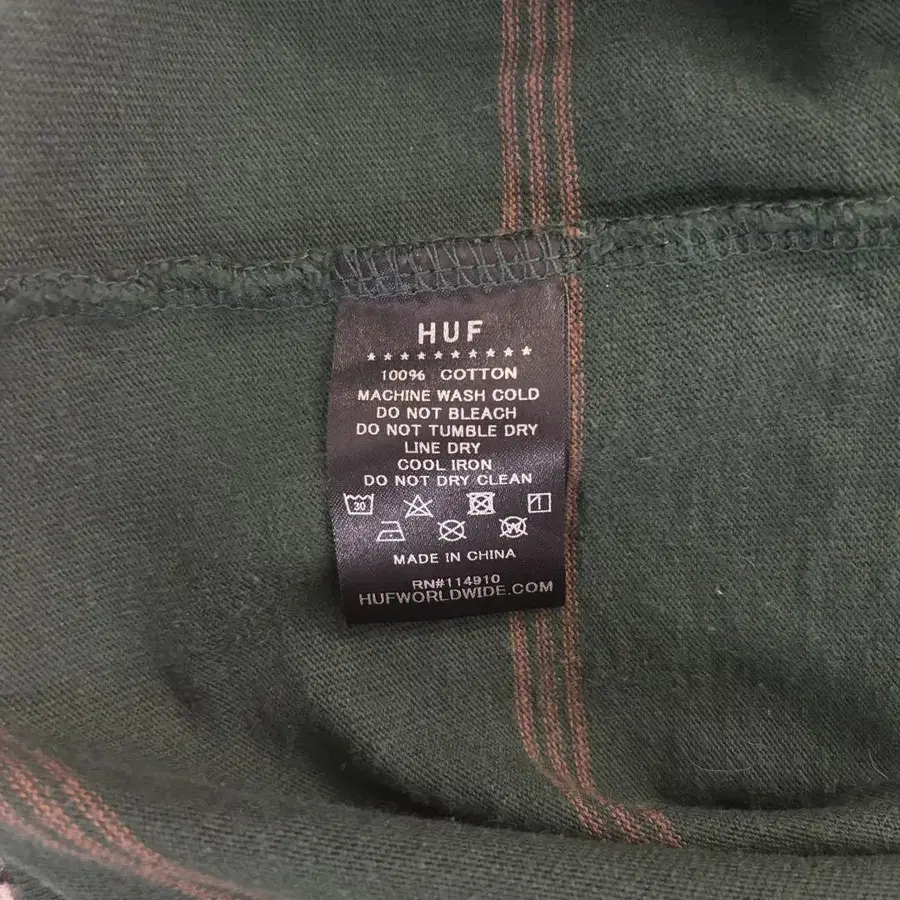 HUF
★★★★★★★★★★
100% COTTON
MACHINE WASH COLD
DO NOT BLEACH
DO NOT TUMBLE DRY
LINE DRY
COOL IRON
DO NOT DRY CLEAN
30
W
MADE IN CHINA
RN#114910
HUFWORLDWIDE.COM